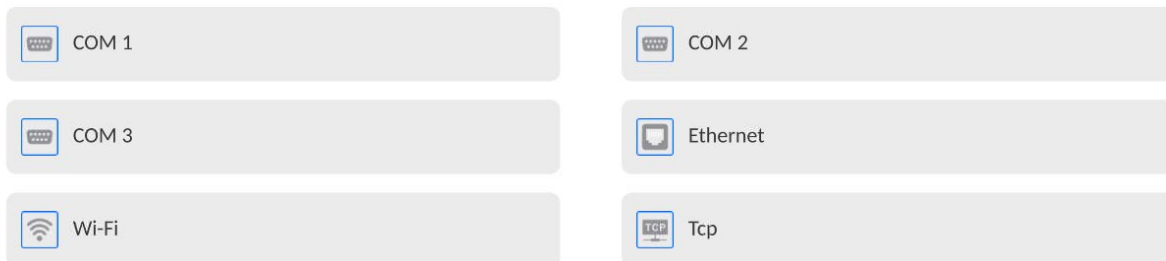 COM 1
COM 2
COM 3
Ethernet
Wi-Fi
TCP
Tcp